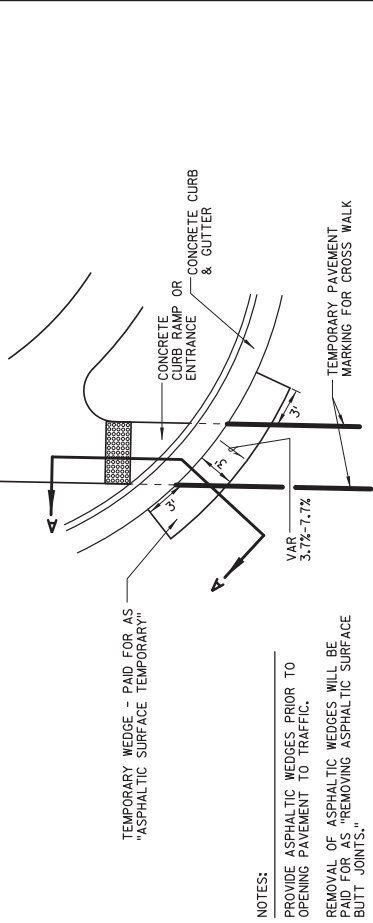 TEMPORARY WEDGE - PAID FOR AS
"ASPHALTIC SURFACE TEMPORARY"
CONCRETE
CURB RAMP OR
ENTRANCE
CONCRETE CURB
& GUTTER
A
A
3'
3'
3'
VAR
3.7%-7.7%
TEMPORARY PAVEMENT
MARKING FOR CROSS WALK
NOTES:
PROVIDE ASPHALTIC WEDGES PRIOR TO
OPENING PAVEMENT TO TRAFFIC.
REMOVAL OF ASPHALTIC WEDGES WILL BE
PAID FOR AS "REMOVING ASPHALTIC SURFACE
BUTT JOINTS."